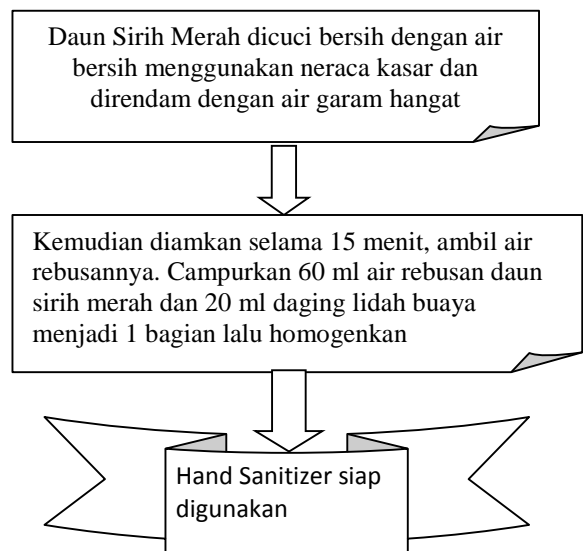 Daun Sirih Merah dicuci bersih dengan air
bersih menggunakan neraca kasar dan
direndam dengan air garam hangat
Kemudian diamkan selama 15 menit, ambil air
rebusannya. Campurkan 60 ml air rebusan daun
sirih merah dan 20 ml daging lidah buaya
menjadi 1 bagian lalu homogenkan
Hand Sanitizer siap
digunakan